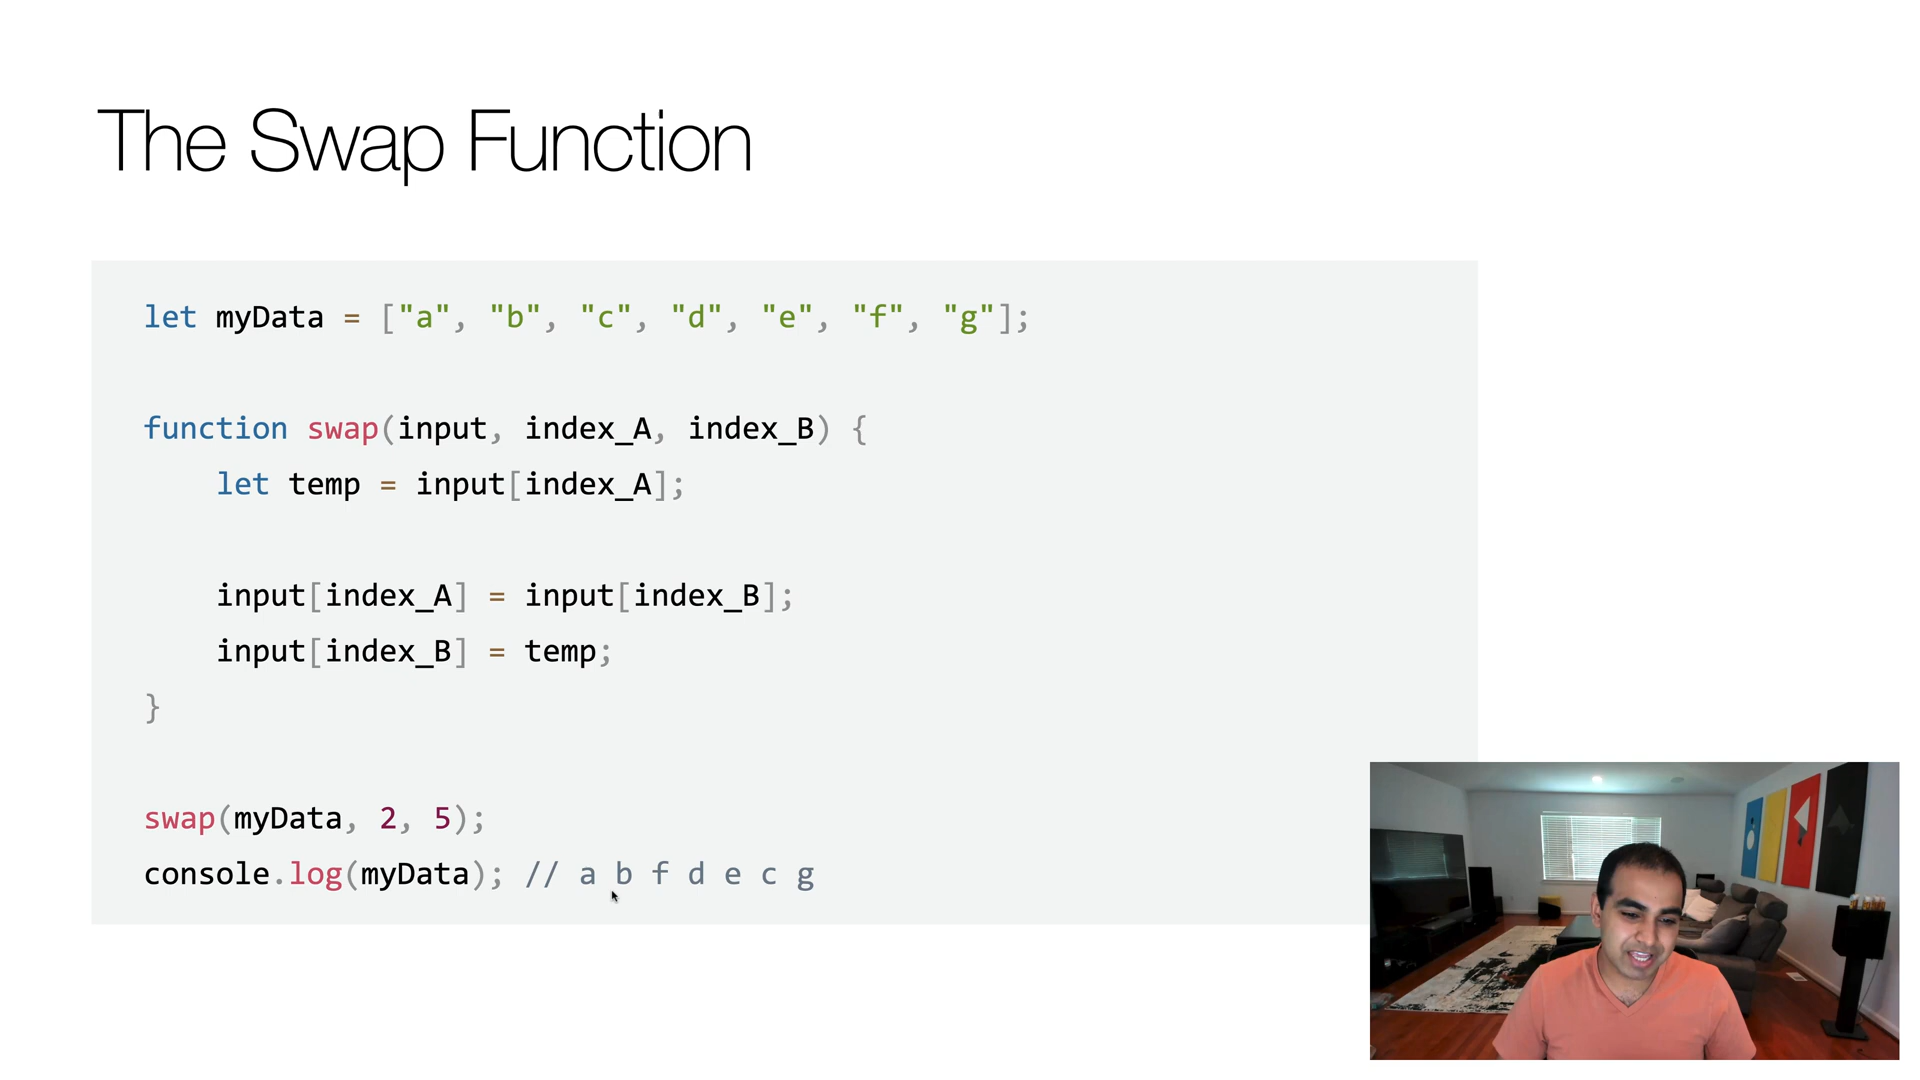 The Swap Function
let myData = ["a", "b", "c", "d", "e", "f", "g"];
function swap(input, index_A, index_B) {
let temp = input[index_A];
input[index_A] = input[index_B];
input[index_B] = temp;
}
swap(myData, 2, 5);
console.log(myData); // a b f d e c g